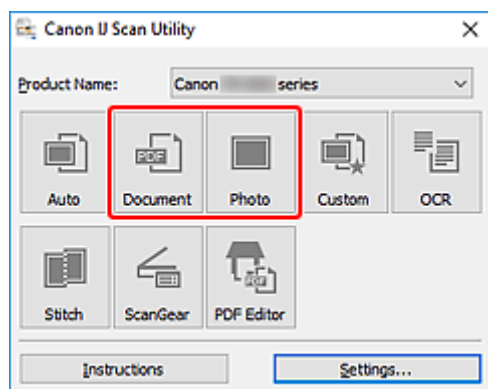 Canon IJ Scan Utility
Product Name: Canon series
Auto Document Photo Custom OCR
PDF
Stitch ScanGear PDF Editor
Instructions Settings...